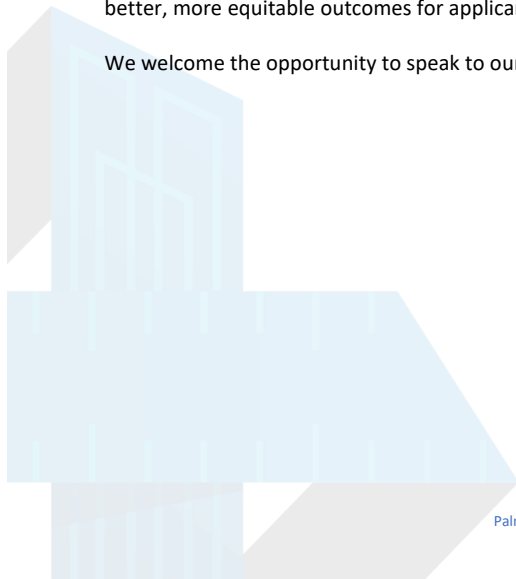 better, more equitable outcomes for applica
We welcome the opportunity to speak to ou
Pal